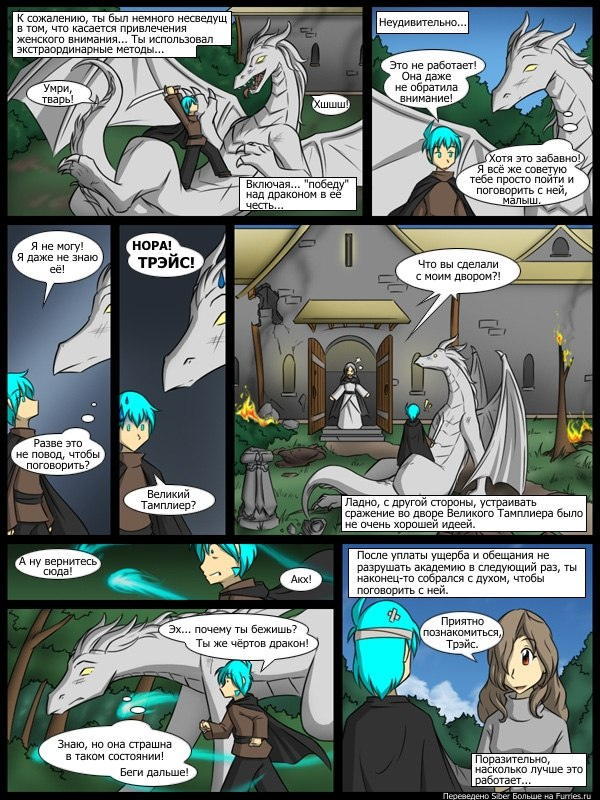 К сожалению, ты был немного несведущ
в том, что касается привлечения
женского внимания... Ты использовал
экстраординарные методы...
Умри,
тварь!
Хшшш!
Включая... "победу"
над драконом в её
честь...
Неудивительно...
Это не работает!
Она даже
не обратила
внимание!
Хотя это забавно!
Я всё же советую
тебе просто пойти и
поговорить с ней,
малыш.
Я не могу!
Я даже не знаю
её!
Разве это
не повод, чтобы
поговорить?
НОРА!
ТРЭЙС!
Великий
Тамплиер?
Что вы сделали
с моим двором?!
Ладно, с другой стороны, устраивать
сражение во дворе Великого Тамплиера было
не очень хорошей идеей.
А ну вернитесь
сюда!
Акх!
Эх... почему ты бежишь?
Ты же чёртов дракон!
Знаю, но она страшна
в таком состоянии!
Беги дальше!
После уплаты ущерба и обещания не
разрушать академию в следующий раз, ты
наконец-то собрался с духом, чтобы
поговорить с ней.
Приятно
познакомиться,
Трэйс.
Поразительно,
насколько лучше это
работает...
Переведено Siber Больше на Furries.ru